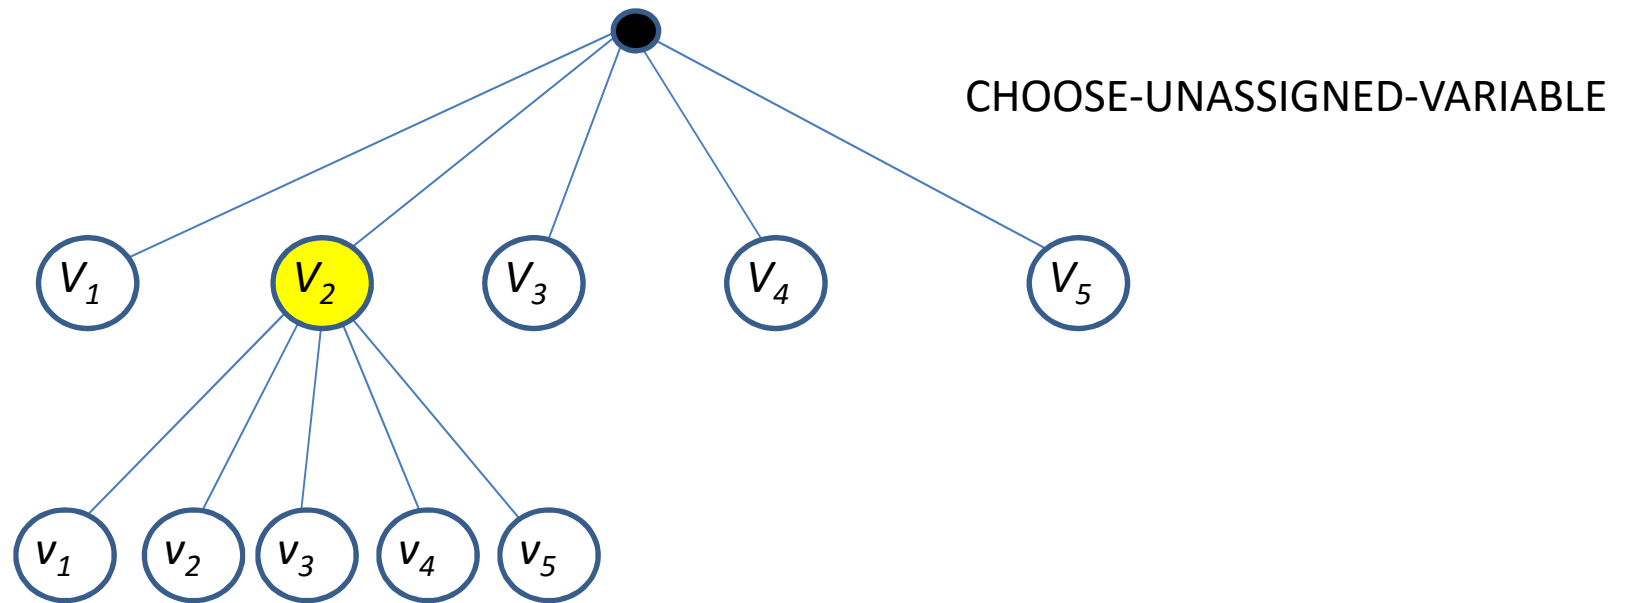 CHOOSE-UNASSIGNED-VARIABLE
V1 V2 V3 V4 V5
v1 v2 v3 v4 v5